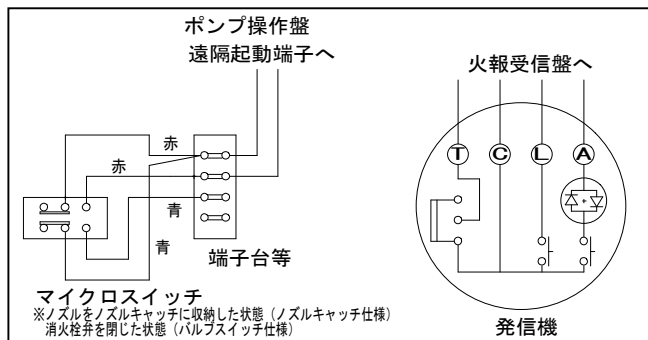 ポンプ操作盤
遠隔起動端子へ
火報受信盤へ
赤
赤
青
青
T C L A
端子台等
マイクロスイッチ
※ノズルをノズルキャッチに収納した状態(ノズルキャッチ仕様)
消火栓弁を閉じた状態(バルブスイッチ仕様)
発信機